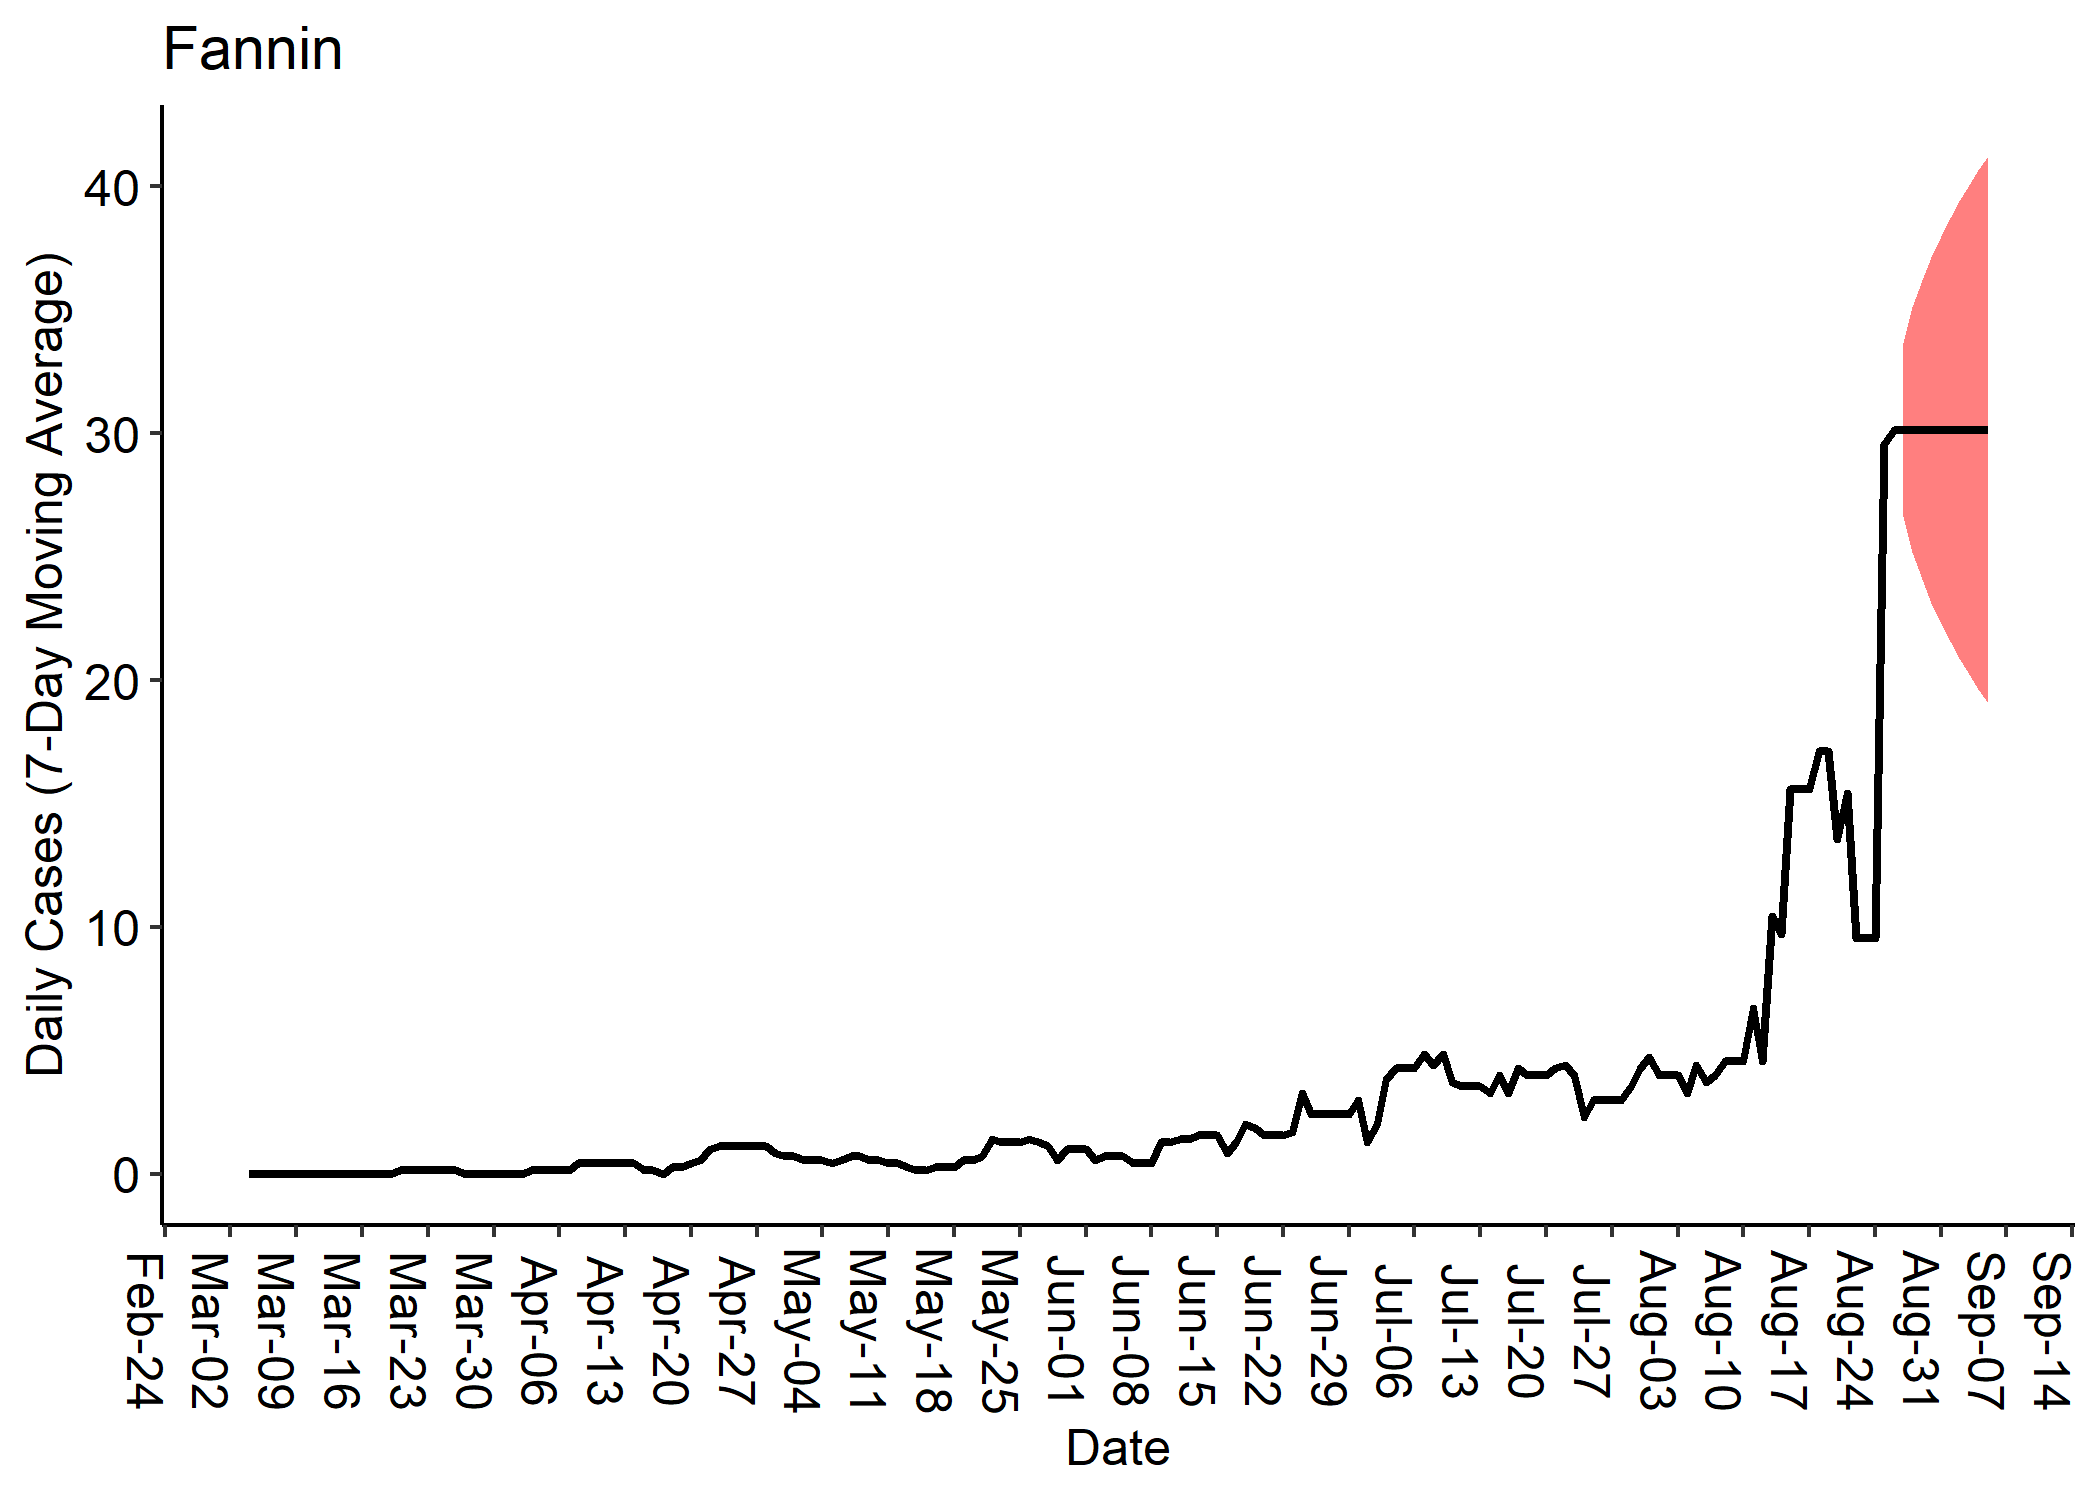 Fannin
Daily Cases (7-Day Moving Average)
40
30
20
10
0
Feb-24
Mar-02
Mar-09
Mar-16
Mar-23
Mar-30
Apr-06
Apr-13
Apr-20
Apr-27
May-04
May-11
May-18
May-25
Jun-01
Jun-08
Jun-15
Jun-22
Jun-29
Jul-06
Jul-13
Jul-20
Jul-27
Aug-03
Aug-10
Aug-17
Aug-24
Aug-31
Sep-07
Sep-14
Date